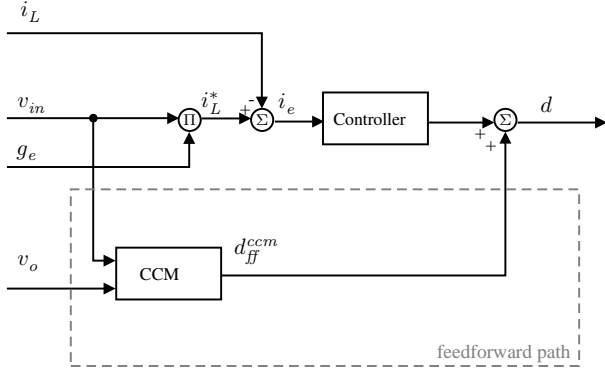 i_L
v_in
i_L^*
-
+
i_e
Controller
d
Π
Σ
Σ
+
+
g_e
v_o
CCM
d_ff^ccm
feedforward path